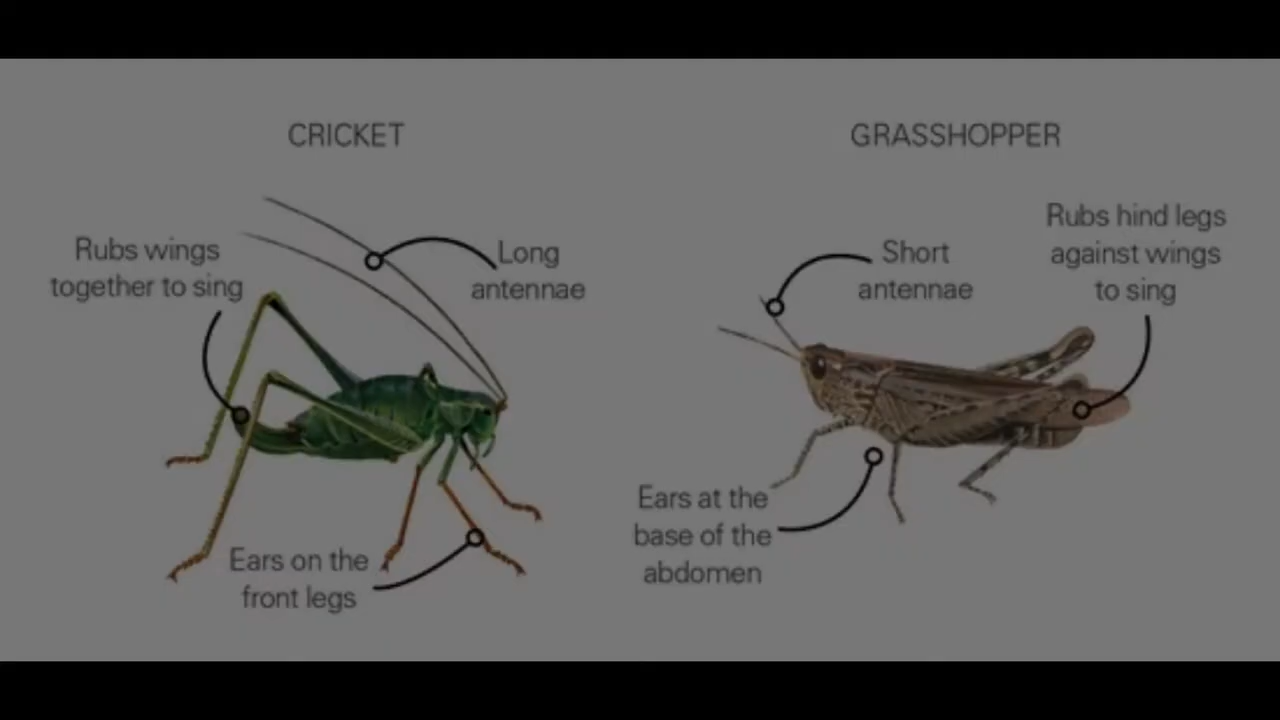 CRICKET
Rubs wings
together to sing
Long
antennae
Ears on the
front legs
GRASSHOPPER
Short
antennae
Rubs hind legs
against wings
to sing
Ears at the
base of the
abdomen